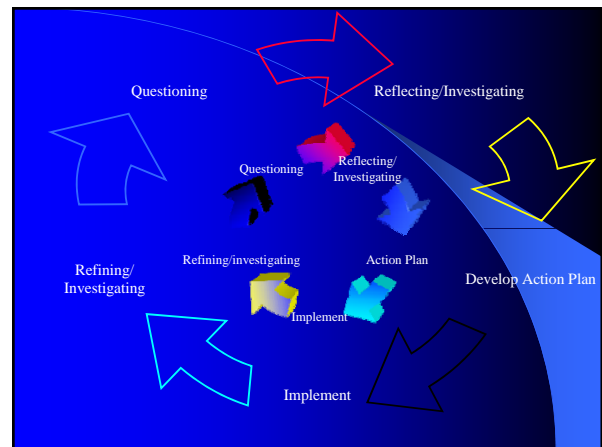 Questioning
Reflecting/Investigating
Questioning
Reflecting/
Investigating
Refining/investigating
Action Plan
Refining/
Investigating
Develop Action Plan
Implement
Implement